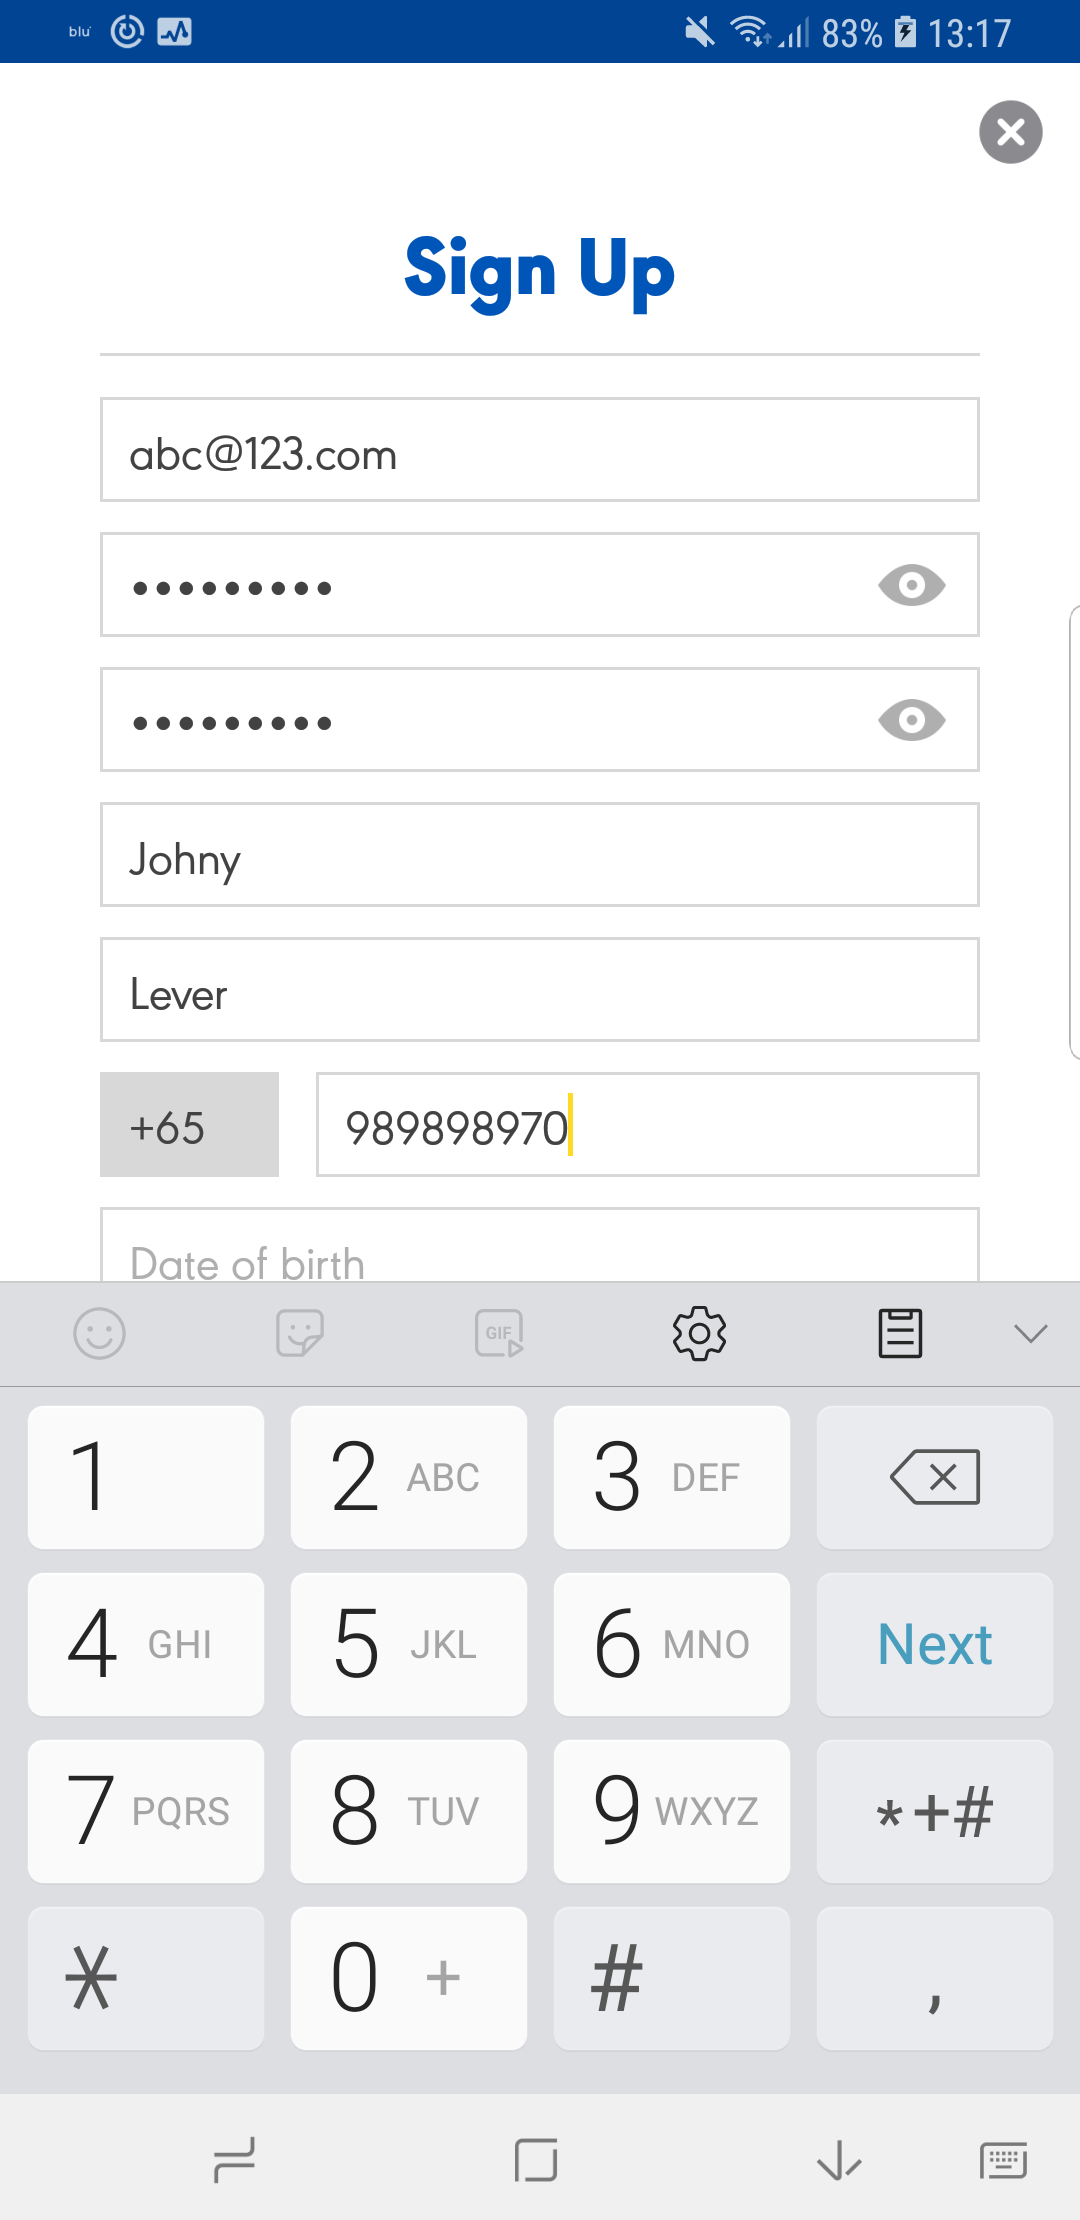 blu 83% 13:17
Sign Up
abc@123.com
•••••••••
•••••••••
Johny
Lever
+65 989898970
Date of birth
GIF
1 2 ABC 3 DEF
4 GHI 5 JKL 6 MNO Next
7 PQRS 8 TUV 9 WXYZ *+#
* 0 + # ,